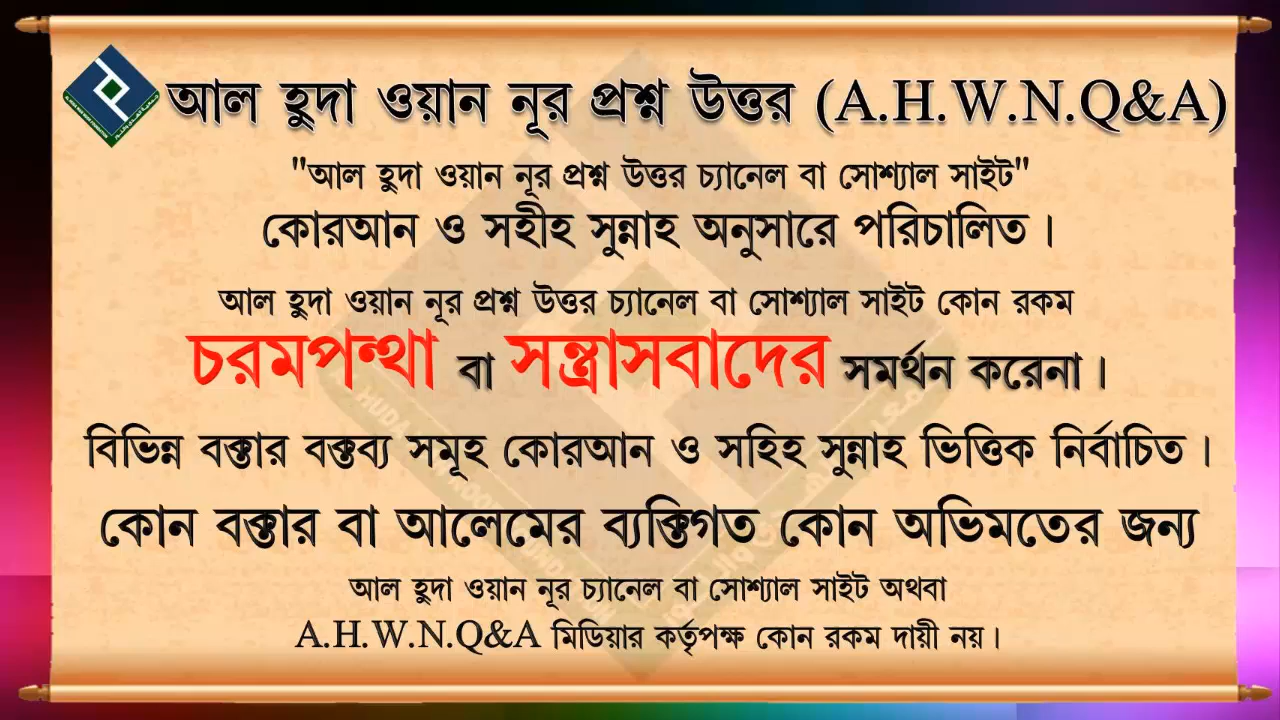 আল হুদা ওয়ান নূর প্রশ্ন উত্তর (A.H.W.N.Q&A)
"আল হুদা ওয়ান নূর প্রশ্ন উত্তর চ্যানেল বা সোশ্যাল সাইট"
কোরআন ও সহীহ সুন্নাহ অনুসারে পরিচালিত।
আল হুদা ওয়ান নূর প্রশ্ন উত্তর চ্যানেল বা সোশ্যাল সাইট কোন রকম
চরমপন্থা বা সন্ত্রাসবাদের সমর্থন করেনা।
বিভিন্ন বক্তার বক্তব্য সমূহ কোরআন ও সহিহ সুন্নাহ ভিত্তিক নির্বাচিত।
কোন বক্তার বা আলেমের ব্যক্তিগত কোন অভিমতের জন্য
আল হুদা ওয়ান নূর চ্যানেল বা সোশ্যাল সাইট অথবা
A.H.W.N.Q&A মিডিয়ার কর্তৃপক্ষ কোন রকম দায়ী নয়।